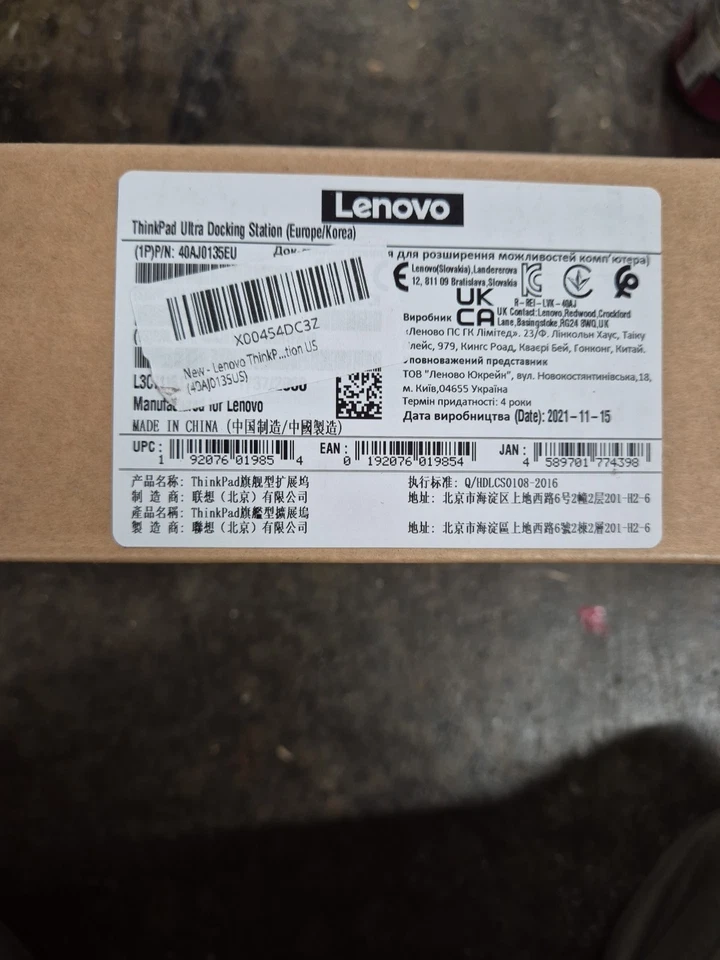 Lenovo
ThinkPad Ultra Docking Station (Europe/Korea)
(1P)P/N: 40AJ0135EU
для розширення можливостей комп'ютера)
Lenovo(Slovakia),Landererova
12, 811 09 Bratislava,Slovakia
R-REI-LVK-40AJ
UK
CA
UK Contact:Lenovo,Redwood,Crockford
Lane,Basingstoke,RG24 8WQ,UK
X00454DC3Z
New - Lenovo ThinkP...tion US
(40AJ0135US)
Виробник
«Леново ПС ГК Лімітед». 23/Ф. Лінкольн Хаус, Тайку
979, Кингс Роад, Кваєрі Бей, Гонконг, Китай.
представник
ТОВ "Леново Юкрейн", вул. Новокостянтинівська,18,
м. Київ,04655 Україна
Термін придатності: 4 роки
Дата виробництва (Date): 2021-11-15
for Lenovo
MADE IN CHINA (中国制造/中國製造)
UPC: 1 92076 01985 4
EAN: 0 192076 019854
JAN: 4 589701 774398
产品名称: ThinkPad旗舰型扩展坞
执行标准: Q/HDLCS0108-2016
制 造 商: 联想 (北京) 有限公司
地址: 北京市海淀区上地西路6号2幢2层201-H2-6
產品名稱: ThinkPad旗艦型擴展塢
製 造 商: 聯想 (北京) 有限公司
地址: 北京市海淀區上地西路6號2棟2層201-H2-6